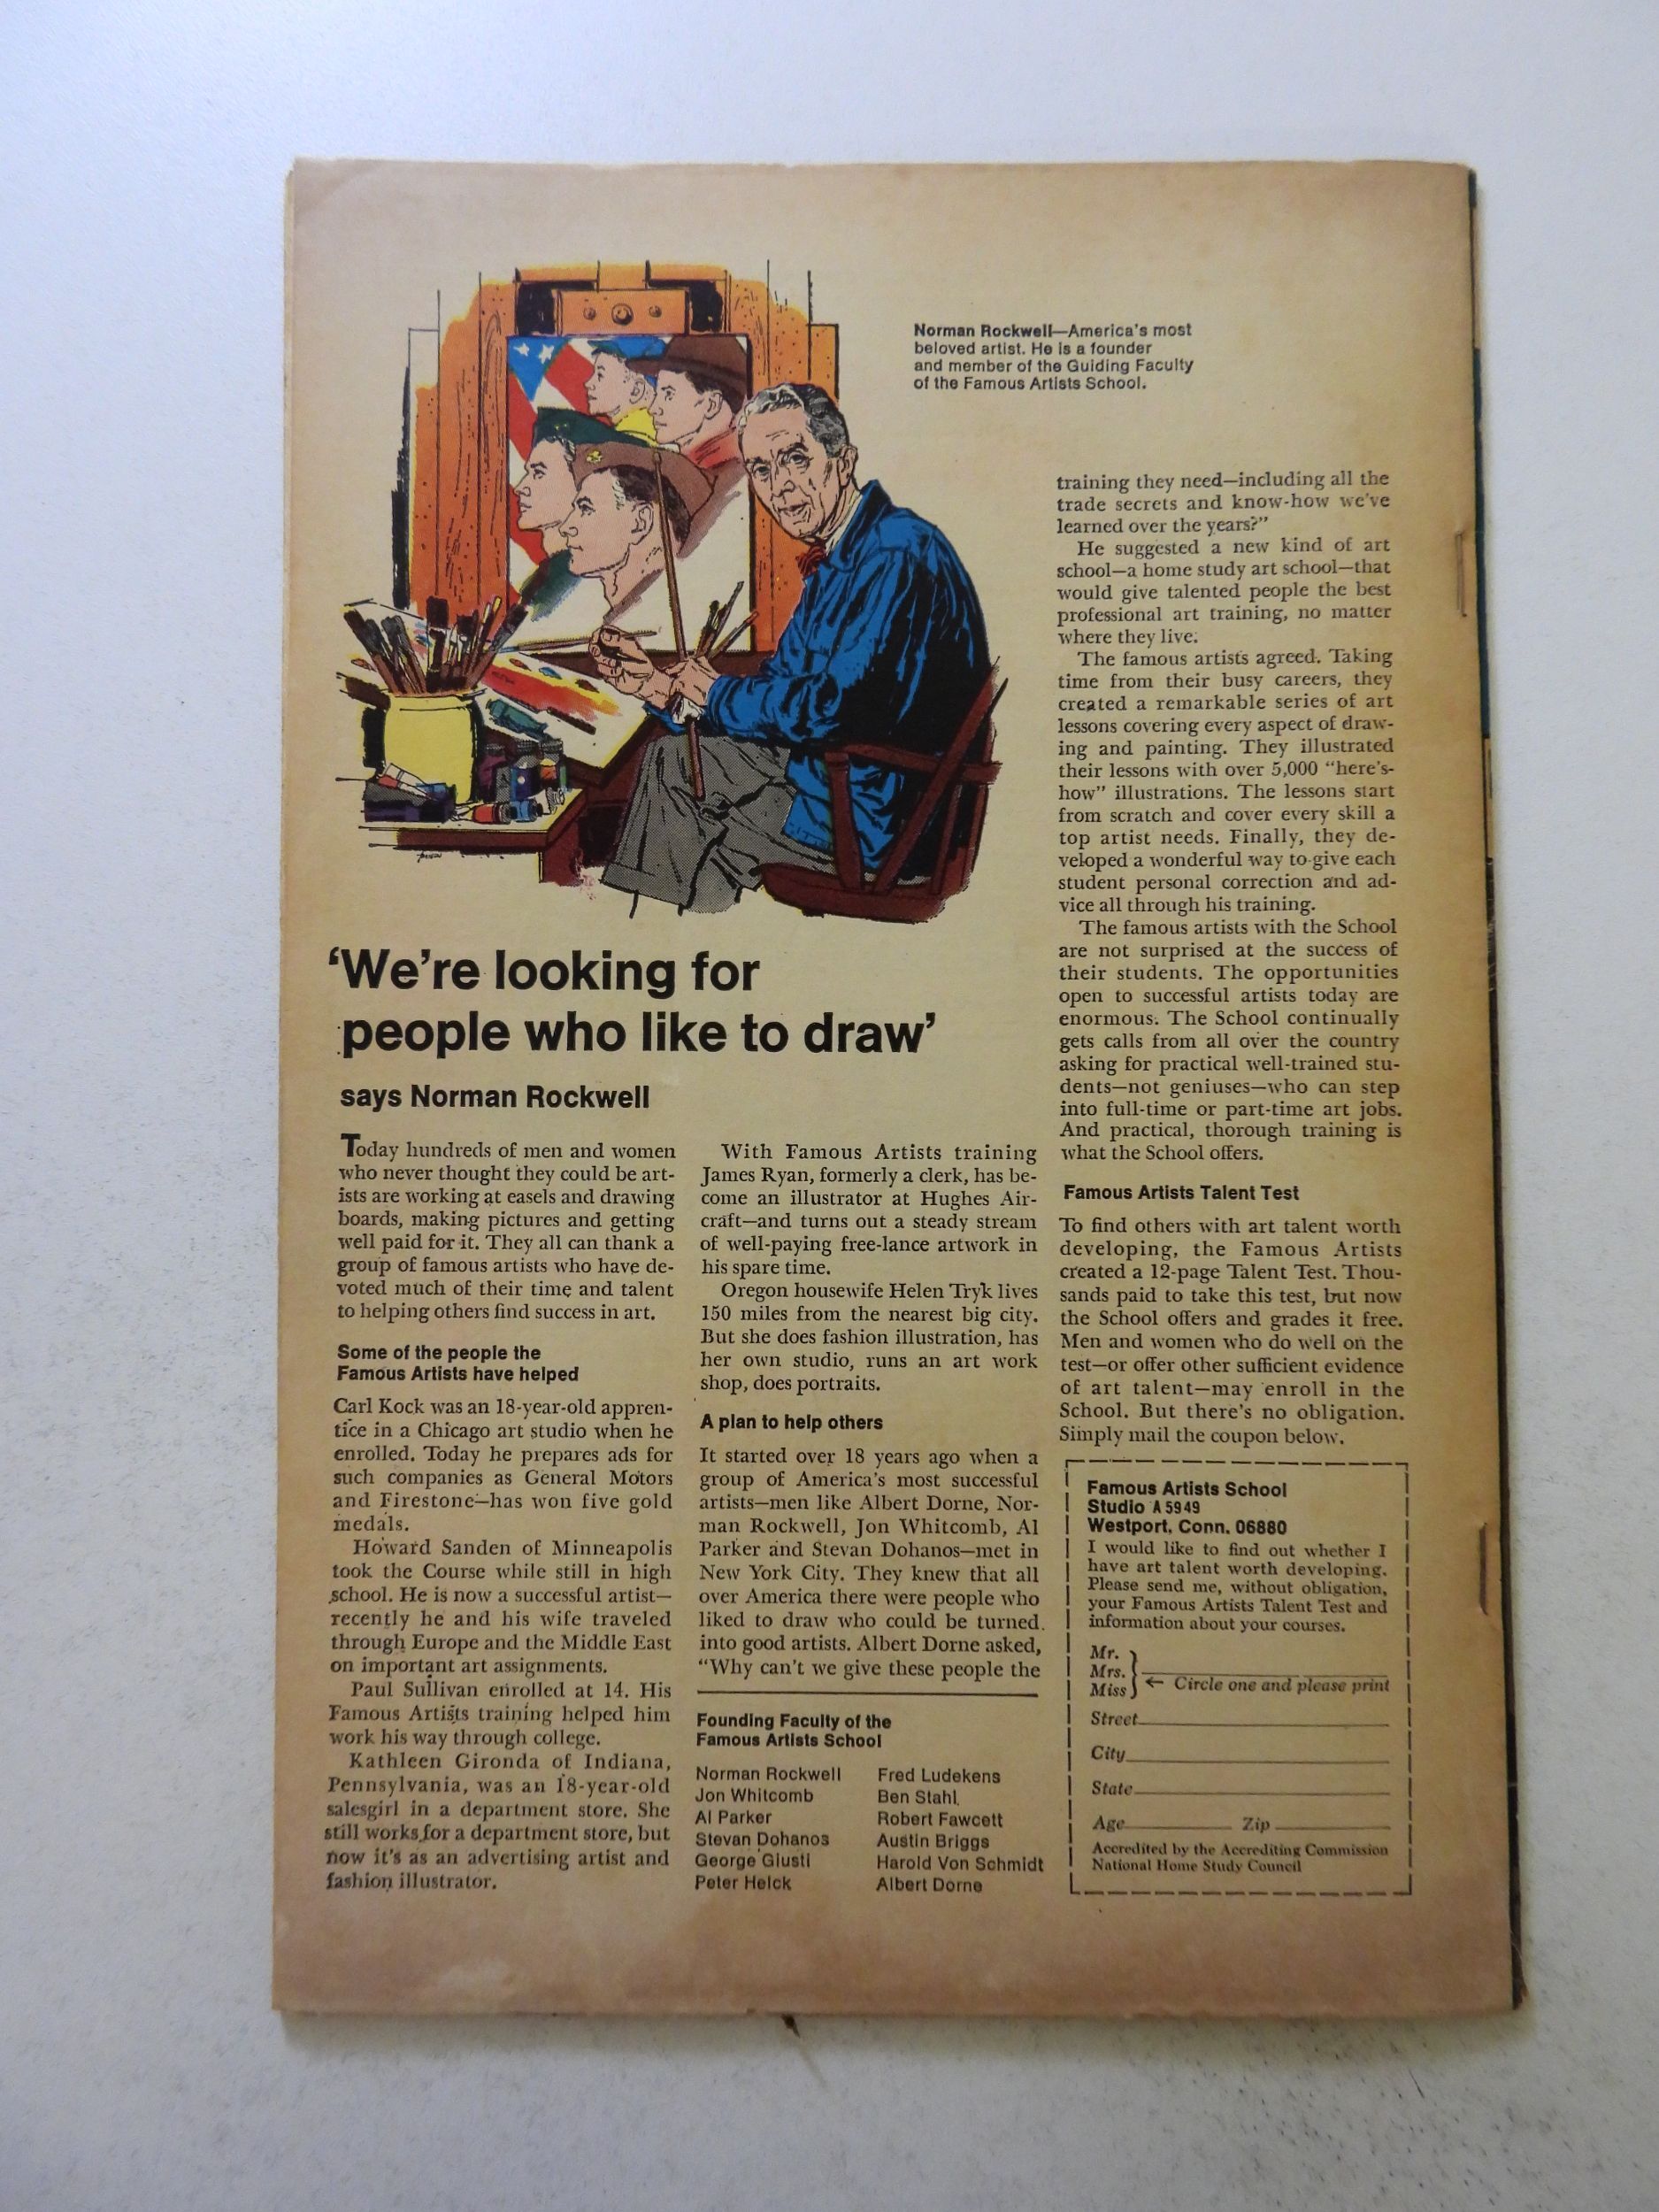 Norman Rockwell—America's most
beloved artist. He is a founder
and member of the Guiding Faculty
of the Famous Artists School.
'We're looking for
people who like to draw'
says Norman Rockwell
Today hundreds of men and women
who never thought they could be art-
ists are working at easels and drawing
boards, making pictures and getting
well paid for it. They all can thank a
group of famous artists who have de-
voted much of their time and talent
to helping others find success in art.
Some of the people the
Famous Artists have helped
Carl Kock was an 18-year-old appren-
tice in a Chicago art studio when he
enrolled. Today he prepares ads for
such companies as General Motors
and Firestone—has won five gold
medals.
Howard Sanden of Minneapolis
took the Course while still in high
school. He is now a successful artist—
recently he and his wife traveled
through Europe and the Middle East
on important art assignments.
Paul Sullivan enrolled at 14. His
Famous Artists training helped him
work his way through college.
Kathleen Gironda of Indiana,
Pennsylvania, was an 18-year-old
salesgirl in a department store. She
still works for a department store, but
now it's as an advertising artist and
fashion illustrator.
With Famous Artists training
James Ryan, formerly a clerk, has be-
come an illustrator at Hughes Air-
craft—and turns out a steady stream
of well-paying free-lance artwork in
his spare time.
Oregon housewife Helen Tryk lives
150 miles from the nearest big city.
But she does fashion illustration, has
her own studio, runs an art work
shop, does portraits.
A plan to help others
It started over 18 years ago when a
group of America's most successful
artists—men like Albert Dorne, Nor-
man Rockwell, Jon Whitcomb, Al
Parker and Stevan Dohanos—met in
New York City. They knew that all
over America there were people who
liked to draw who could be turned
into good artists. Albert Dorne asked,
"Why can't we give these people the
Founding Faculty of the
Famous Artists School
Norman Rockwell
Jon Whitcomb
Al Parker
Stevan Dohanos
George Giusti
Peter Helck
Fred Ludekens
Ben Stahl
Robert Fawcett
Austin Briggs
Harold Von Schmidt
Albert Dorne
training they need—including all the
trade secrets and know-how we've
learned over the years?"
He suggested a new kind of art
school—a home study art school—that
would give talented people the best
professional art training, no matter
where they live.
The famous artists agreed. Taking
time from their busy careers, they
created a remarkable series of art
lessons covering every aspect of draw-
ing and painting. They illustrated
their lessons with over 5,000 "here's-
how" illustrations. The lessons start
from scratch and cover every skill a
top artist needs. Finally, they de-
veloped a wonderful way to give each
student personal correction and ad-
vice all through his training.
The famous artists with the School
are not surprised at the success of
their students. The opportunities
open to successful artists today are
enormous. The School continually
gets calls from all over the country
asking for practical well-trained stu-
dents—not geniuses—who can step
into full-time or part-time art jobs.
And practical, thorough training is
what the School offers.
Famous Artists Talent Test
To find others with art talent worth
developing, the Famous Artists
created a 12-page Talent Test. Thou-
sands paid to take this test, but now
the School offers and grades it free.
Men and women who do well on the
test—or offer other sufficient evidence
of art talent—may enroll in the
School. But there's no obligation.
Simply mail the coupon below.
Famous Artists School
Studio A 5949
Westport, Conn. 06880
I would like to find out whether I
have art talent worth developing.
Please send me, without obligation,
your Famous Artists Talent Test and
information about your courses.
Mr.
Mrs.
Miss ← Circle one and please print
Street
City
State
Age Zip
Accredited by the Accrediting Commission
National Home Study Council